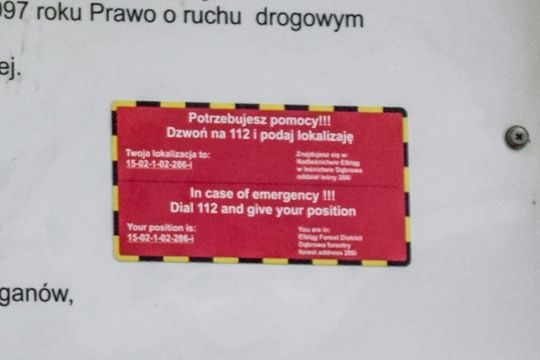 997 roku Prawo o ruchu drogowym
ej.
Potrzebujesz pomocy!!!
Dzwoń na 112 i podaj lokalizaję
Twoja lokalizacja to:
15-02-1-02-286-i
Znajdujesz się w:
Nadleśnictwie Elbląg
w leśnictwie Dąbrowa
oddział leśny 286i
In case of emergency !!!
Dial 112 and give your position
Your position is:
15-02-1-02-286-i
You are in:
Elbląg Forest District
Dąbrowa forestry
forest address 286i
ganów,